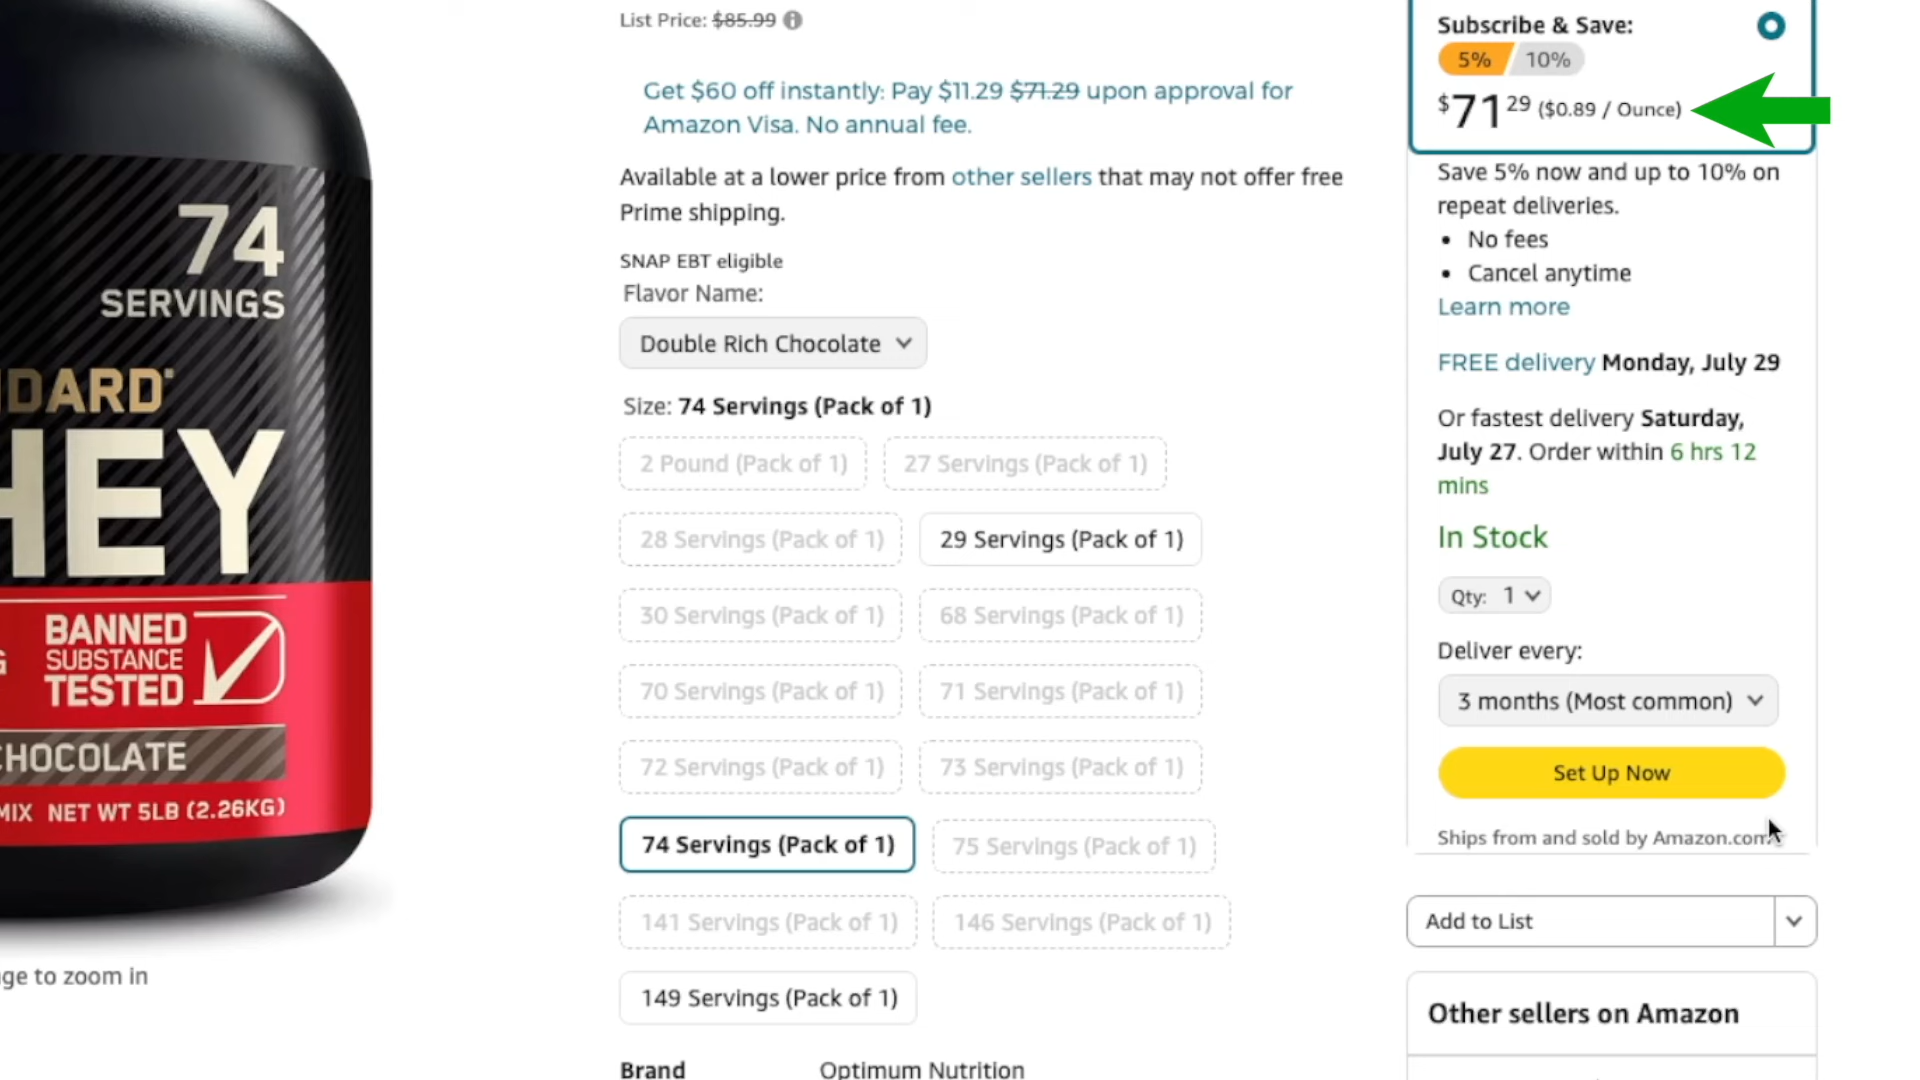 74
SERVINGS
DARD
HEY
BANNED
SUBSTANCE
TESTED
CHOCOLATE
MIX NET WT 5LB (2.26KG)
ge to zoom in
List Price: $85.99
Get $60 off instantly: Pay $11.29 $71.29 upon approval for
Amazon Visa. No annual fee.
Available at a lower price from other sellers that may not offer free
Prime shipping.
SNAP EBT eligible
Flavor Name:
Double Rich Chocolate
Size: 74 Servings (Pack of 1)
2 Pound (Pack of 1) 27 Servings (Pack of 1)
28 Servings (Pack of 1) 29 Servings (Pack of 1)
30 Servings (Pack of 1) 68 Servings (Pack of 1)
70 Servings (Pack of 1) 71 Servings (Pack of 1)
72 Servings (Pack of 1) 73 Servings (Pack of 1)
74 Servings (Pack of 1) 75 Servings (Pack of 1)
141 Servings (Pack of 1) 146 Servings (Pack of 1)
149 Servings (Pack of 1)
Brand Optimum Nutrition
Subscribe & Save:
5% 10%
$71 29 ($0.89 / Ounce)
Save 5% now and up to 10% on
repeat deliveries.
• No fees
• Cancel anytime
Learn more
FREE delivery Monday, July 29
Or fastest delivery Saturday,
July 27. Order within 6 hrs 12
mins
In Stock
Qty: 1
Deliver every:
3 months (Most common)
Set Up Now
Ships from and sold by Amazon.com
Add to List
Other sellers on Amazon